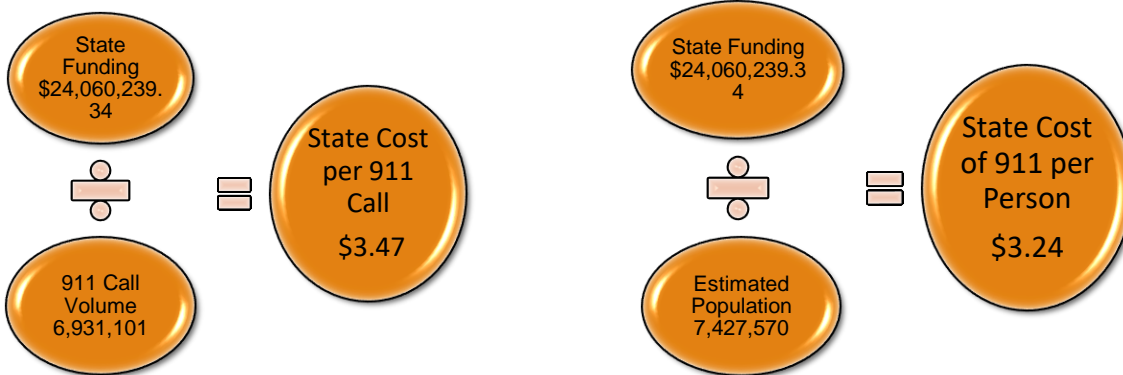 State
Funding
$24,060,239.
34
911 Call
Volume
6,931,101
State Cost
per 911
Call
$3.47
State Funding
$24,060,239.3
4
Estimated
Population
7,427,570
State Cost
of 911 per
Person
$3.24